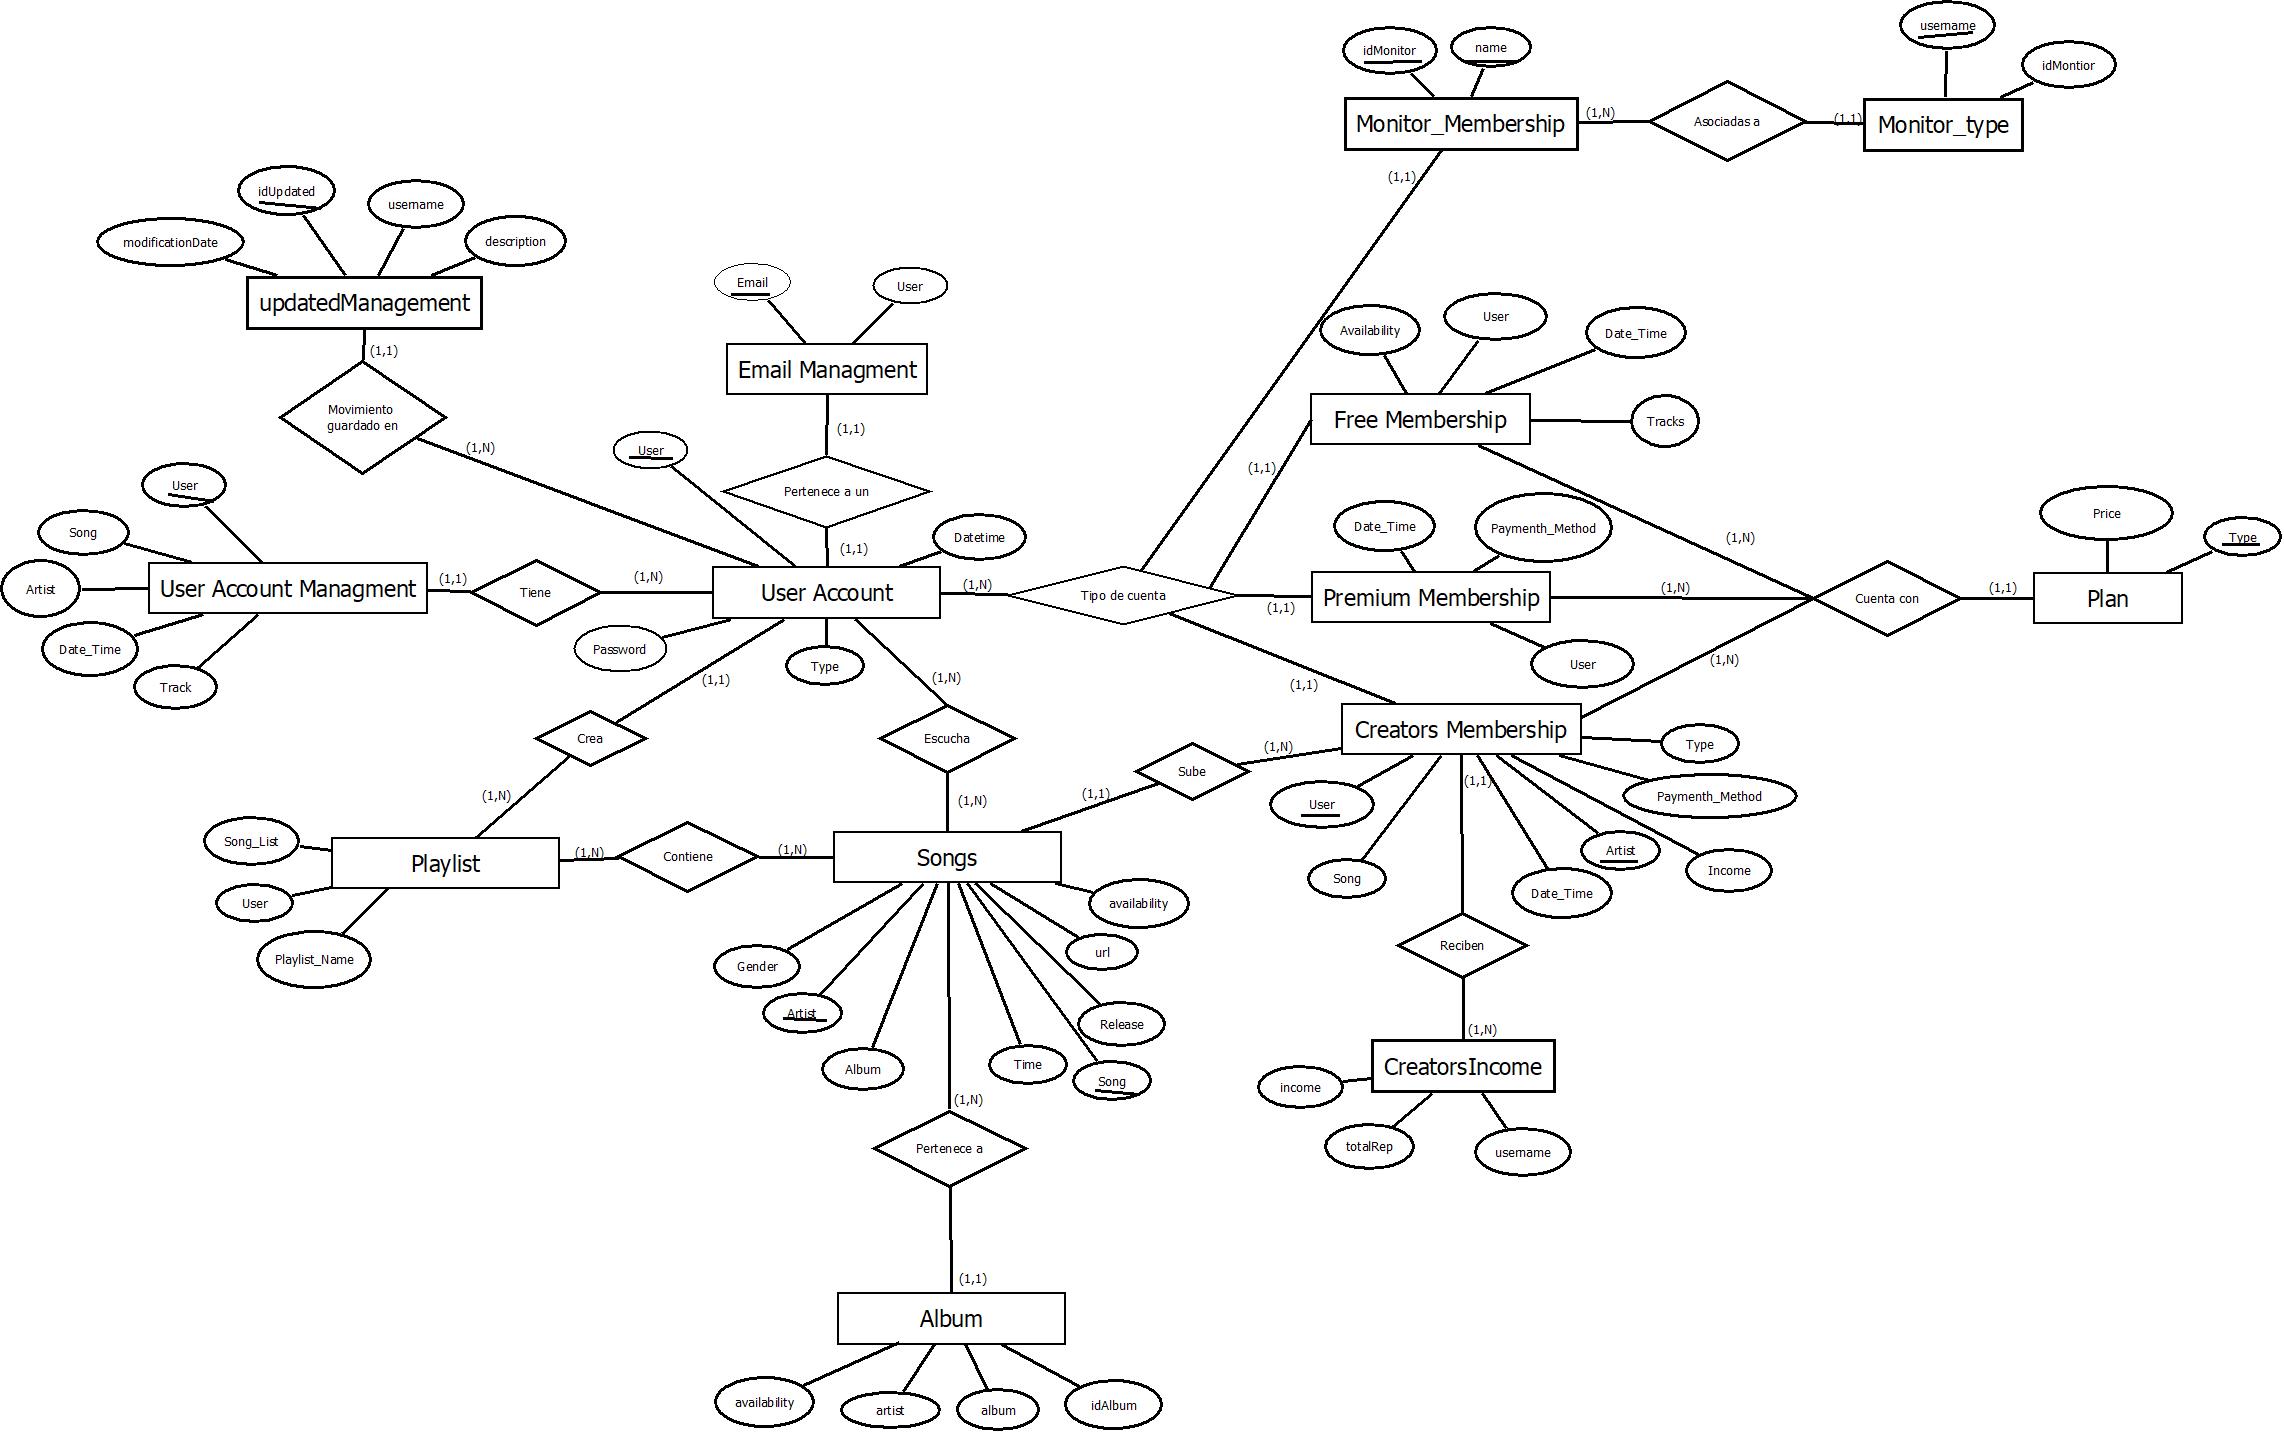 username
idMonitor
name
idMontior
Monitor_Membership
(1,N)
Asociadas a
(1,1)
Monitor_type
(1,1)
idUpdated
username
modificationDate
description
updatedManagement
(1,1)
Movimiento
guardado en
(1,N)
Email
User
Email Managment
(1,1)
Pertenece a un
(1,1)
Availability
User
Date_Time
Free Membership
Tracks
(1,1)
(1,N)
User
Song
Artist
User Account Managment
Date_Time
Track
(1,1)
Tiene
(1,N)
User
Datetime
User Account
Password
Type
(1,N)
Tipo de cuenta
(1,1)
Date_Time
Paymenth_Method
Premium Membership
User
(1,N)
Cuenta con
(1,1)
Price
Type
Plan
(1,N)
(1,1)
Creators Membership
Type
Paymenth_Method
User
Song
(1,1)
Date_Time
Artist
Income
(1,1)
Crea
(1,N)
(1,N)
Escucha
(1,N)
(1,N)
Sube
(1,1)
Song_List
User
Playlist_Name
Playlist
(1,N)
Contiene
(1,N)
Songs
availability
url
Gender
Artist
Album
Time
Release
Song
Reciben
(1,N)
CreatorsIncome
income
totalRep
username
(1,N)
Pertenece a
(1,1)
Album
availability
artist
album
idAlbum